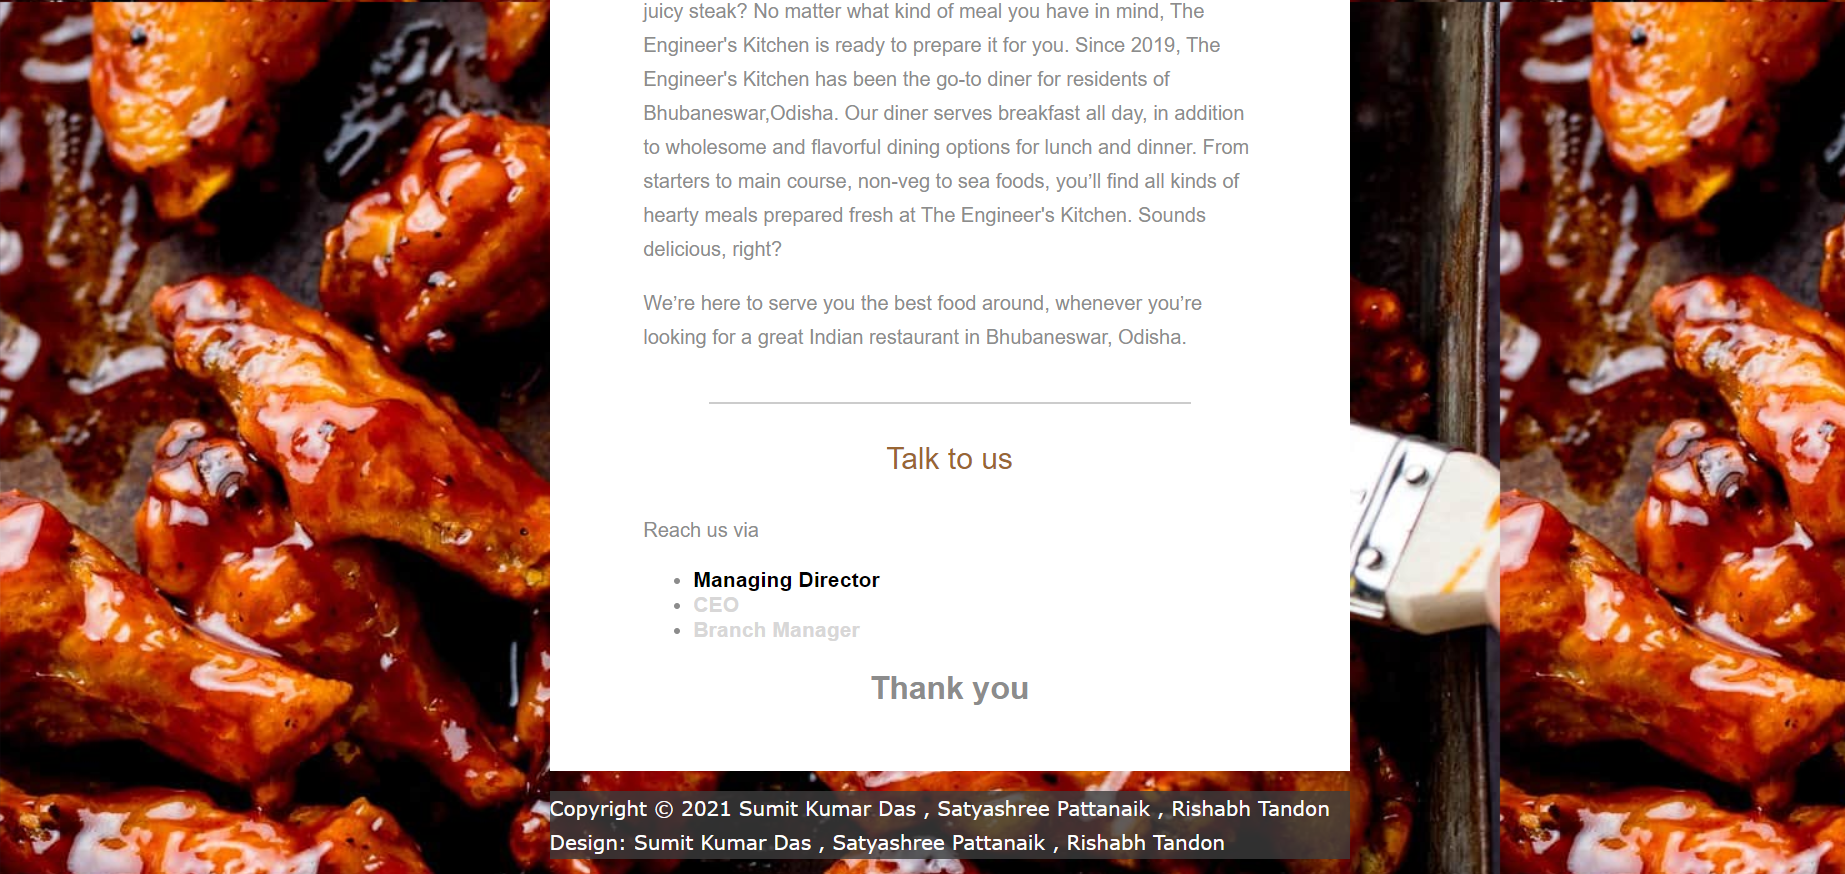 juicy steak? No matter what kind of meal you have in mind, The
Engineer's Kitchen is ready to prepare it for you. Since 2019, The
Engineer's Kitchen has been the go-to diner for residents of
Bhubaneswar,Odisha. Our diner serves breakfast all day, in addition
to wholesome and flavorful dining options for lunch and dinner. From
starters to main course, non-veg to sea foods, you’ll find all kinds of
hearty meals prepared fresh at The Engineer's Kitchen. Sounds
delicious, right?
We’re here to serve you the best food around, whenever you’re
looking for a great Indian restaurant in Bhubaneswar, Odisha.
Talk to us
Reach us via
• Managing Director
• CEO
• Branch Manager
Thank you
Copyright © 2021 Sumit Kumar Das , Satyashree Pattanaik , Rishabh Tandon
Design: Sumit Kumar Das , Satyashree Pattanaik , Rishabh Tandon